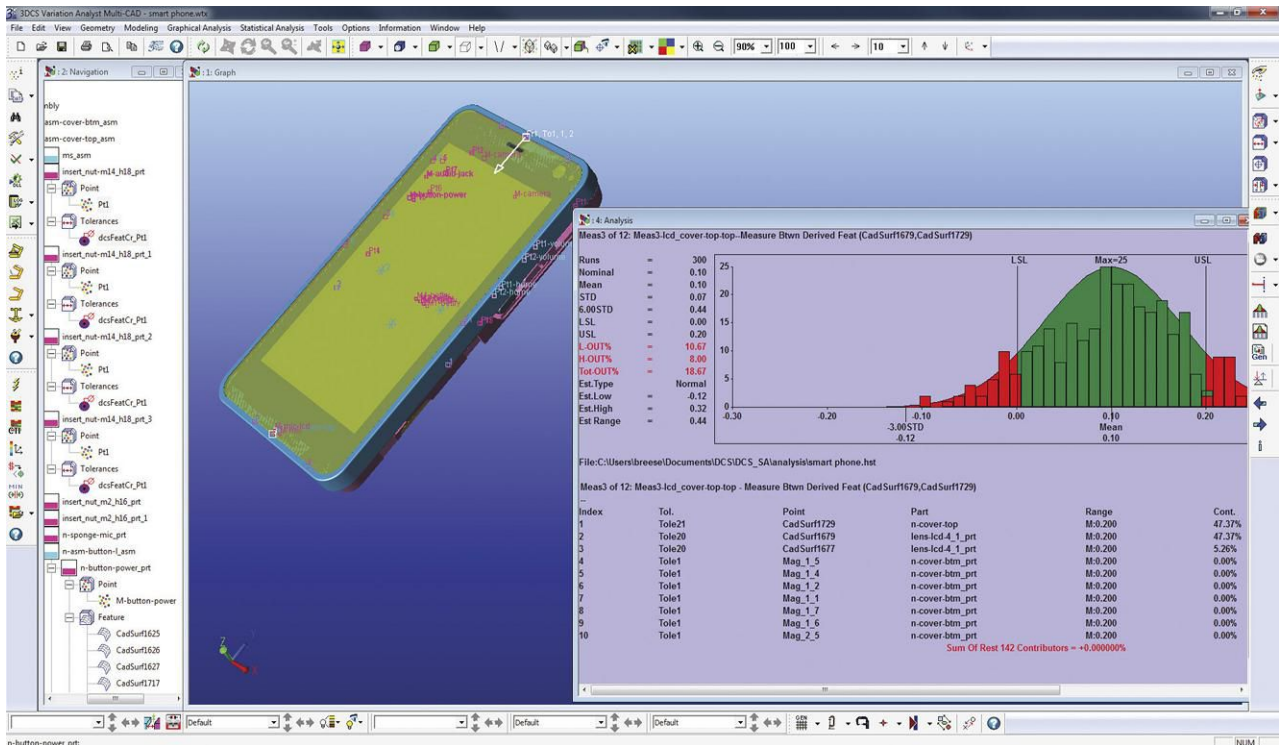 3DCS Variation Analyst Multi-CAD - smart phone.wtx
File Edit View Geometry Modeling Graphical Analysis Statistical Analysis Tools Options Information Window Help
90% 100 10
: 2: Navigation
: 1: Graph
nbly
asm-cover-btm_asm
asm-cover-top_asm
ms_asm
insert_nut-m14_h18_prt
Point
Pt1
Tolerances
dcsFeatCr_Pt1
insert_nut-m14_h18_prt_1
Point
Pt1
Tolerances
dcsFeatCr_Pt1
insert_nut-m14_h18_prt_2
Point
Pt1
Tolerances
dcsFeatCr_Pt1
insert_nut-m14_h18_prt_3
Point
Pt1
Tolerances
dcsFeatCr_Pt1
insert_nut_m2_h16_prt
insert_nut_m2_h16_prt_1
n-sponge-mic_prt
n-asm-button-l_asm
n-button-power_prt
Point
M-button-power
Feature
CadSurf1625
CadSurf1626
CadSurf1627
CadSurf1717
M-audio-jack
Pt6
M-button-power
M-camera
Pt4
Pt2-volume
Z
X
: 4: Analysis
Meas3 of 12: Meas3-lcd_cover-top-top--Measure Btwn Derived Feat (CadSurf1679,CadSurf1729)
Runs = 300
Nominal = 0.10
Mean = 0.10
STD = 0.07
6.00STD = 0.44
LSL = 0.00
USL = 0.20
L-OUT% = 10.67
H-OUT% = 8.00
Tot-OUT% = 18.67
Est.Type Normal
Est.Low = -0.12
Est.High = 0.32
Est Range = 0.44
LSL Max=25 USL
25
20
15
10
5
0
-0.30 -0.20 -0.10 0.00 0.10 0.20
-3.00STD Mean
-0.12 0.10
File:C:\Users\breese\Documents\DCS\DCS_SA\analysis\smart phone.hst
Meas3 of 12: Meas3-lcd_cover-top-top - Measure Btwn Derived Feat (CadSurf1679,CadSurf1729)
--
Index Tol. Point Part Range Cont.
1 Tole21 CadSurf1729 n-cover-top M:0.200 47.37%
2 Tole20 CadSurf1679 lens-lcd-4_1_prt M:0.200 47.37%
3 Tole20 CadSurf1677 lens-lcd-4_1_prt M:0.200 5.26%
4 Tole1 Mag_1_5 n-cover-btm_prt M:0.200 0.00%
5 Tole1 Mag_1_4 n-cover-btm_prt M:0.200 0.00%
6 Tole1 Mag_1_2 n-cover-btm_prt M:0.200 0.00%
7 Tole1 Mag_1_1 n-cover-btm_prt M:0.200 0.00%
8 Tole1 Mag_1_7 n-cover-btm_prt M:0.200 0.00%
9 Tole1 Mag_1_6 n-cover-btm_prt M:0.200 0.00%
10 Tole1 Mag_2_5 n-cover-btm_prt M:0.200 0.00%
Sum Of Rest 142 Contributors = +0.000000%
Gen
MIN
Default Default Default
n-button-power_prt: NUM